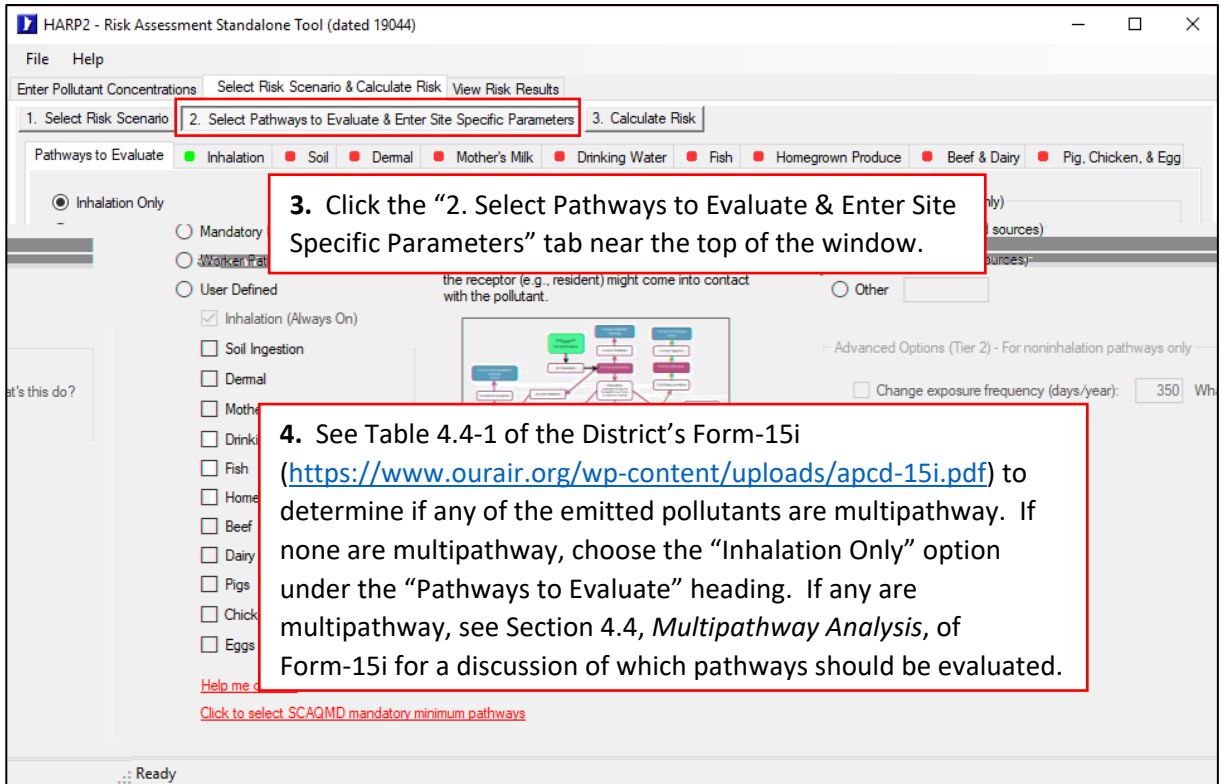 HARP2 - Risk Assessment Standalone Tool (dated 19044)
File Help
Enter Pollutant Concentrations Select Risk Scenario & Calculate Risk View Risk Results
1. Select Risk Scenario 2. Select Pathways to Evaluate & Enter Site Specific Parameters 3. Calculate Risk
Pathways to Evaluate Inhalation Soil Dermal Mother's Milk Drinking Water Fish Homegrown Produce Beef & Dairy Pig, Chicken, & Egg
Inhalation Only
3. Click the “2. Select Pathways to Evaluate & Enter Site
Specific Parameters” tab near the top of the window.
Mandatory
sources)
Worker
User Defined
the receptor (e.g., resident) might come into contact
with the pollutant.
Other
Inhalation (Always On)
Soil Ingestion
Advanced Options (Tier 2) - For noninhalation pathways only
Dermal
Change exposure frequency (days/year): 350
this do?
4. See Table 4.4-1 of the District’s Form-15i
(https://www.ourair.org/wp-content/uploads/apcd-15i.pdf) to
determine if any of the emitted pollutants are multipathway. If
none are multipathway, choose the “Inhalation Only” option
under the “Pathways to Evaluate” heading. If any are
multipathway, see Section 4.4, Multipathway Analysis, of
Form-15i for a discussion of which pathways should be evaluated.
Fish
Beef
Dairy
Pigs
Chick
Eggs
Help me
Click to select SCAQMD mandatory minimum pathways
Ready